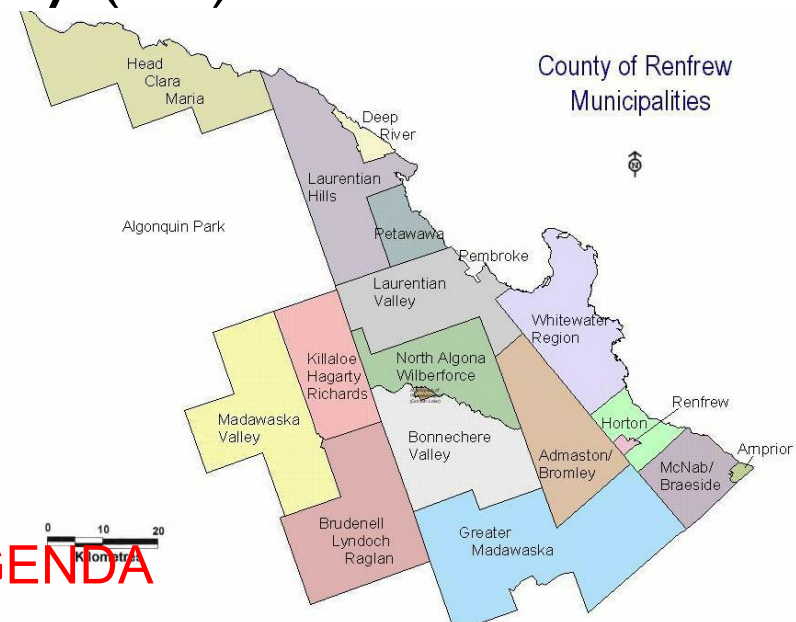 County of Renfrew
Municipalities
Head
Clara
Maria
Deep
River
Laurentian
Hills
Algonquin Park
Petawawa
Pembroke
Laurentian
Valley
Whitewater
Region
Killaloe
Hagarty
Richards
North Algona
Wilberforce
Madawaska
Valley
Bonnechere
Valley
Admaston/
Bromley
Horton
Renfrew
Arnprior
McNab/
Braeside
Brudenell
Lyndoch
Raglan
Greater
Madawaska
0 10 20
Kilometres
ENDA